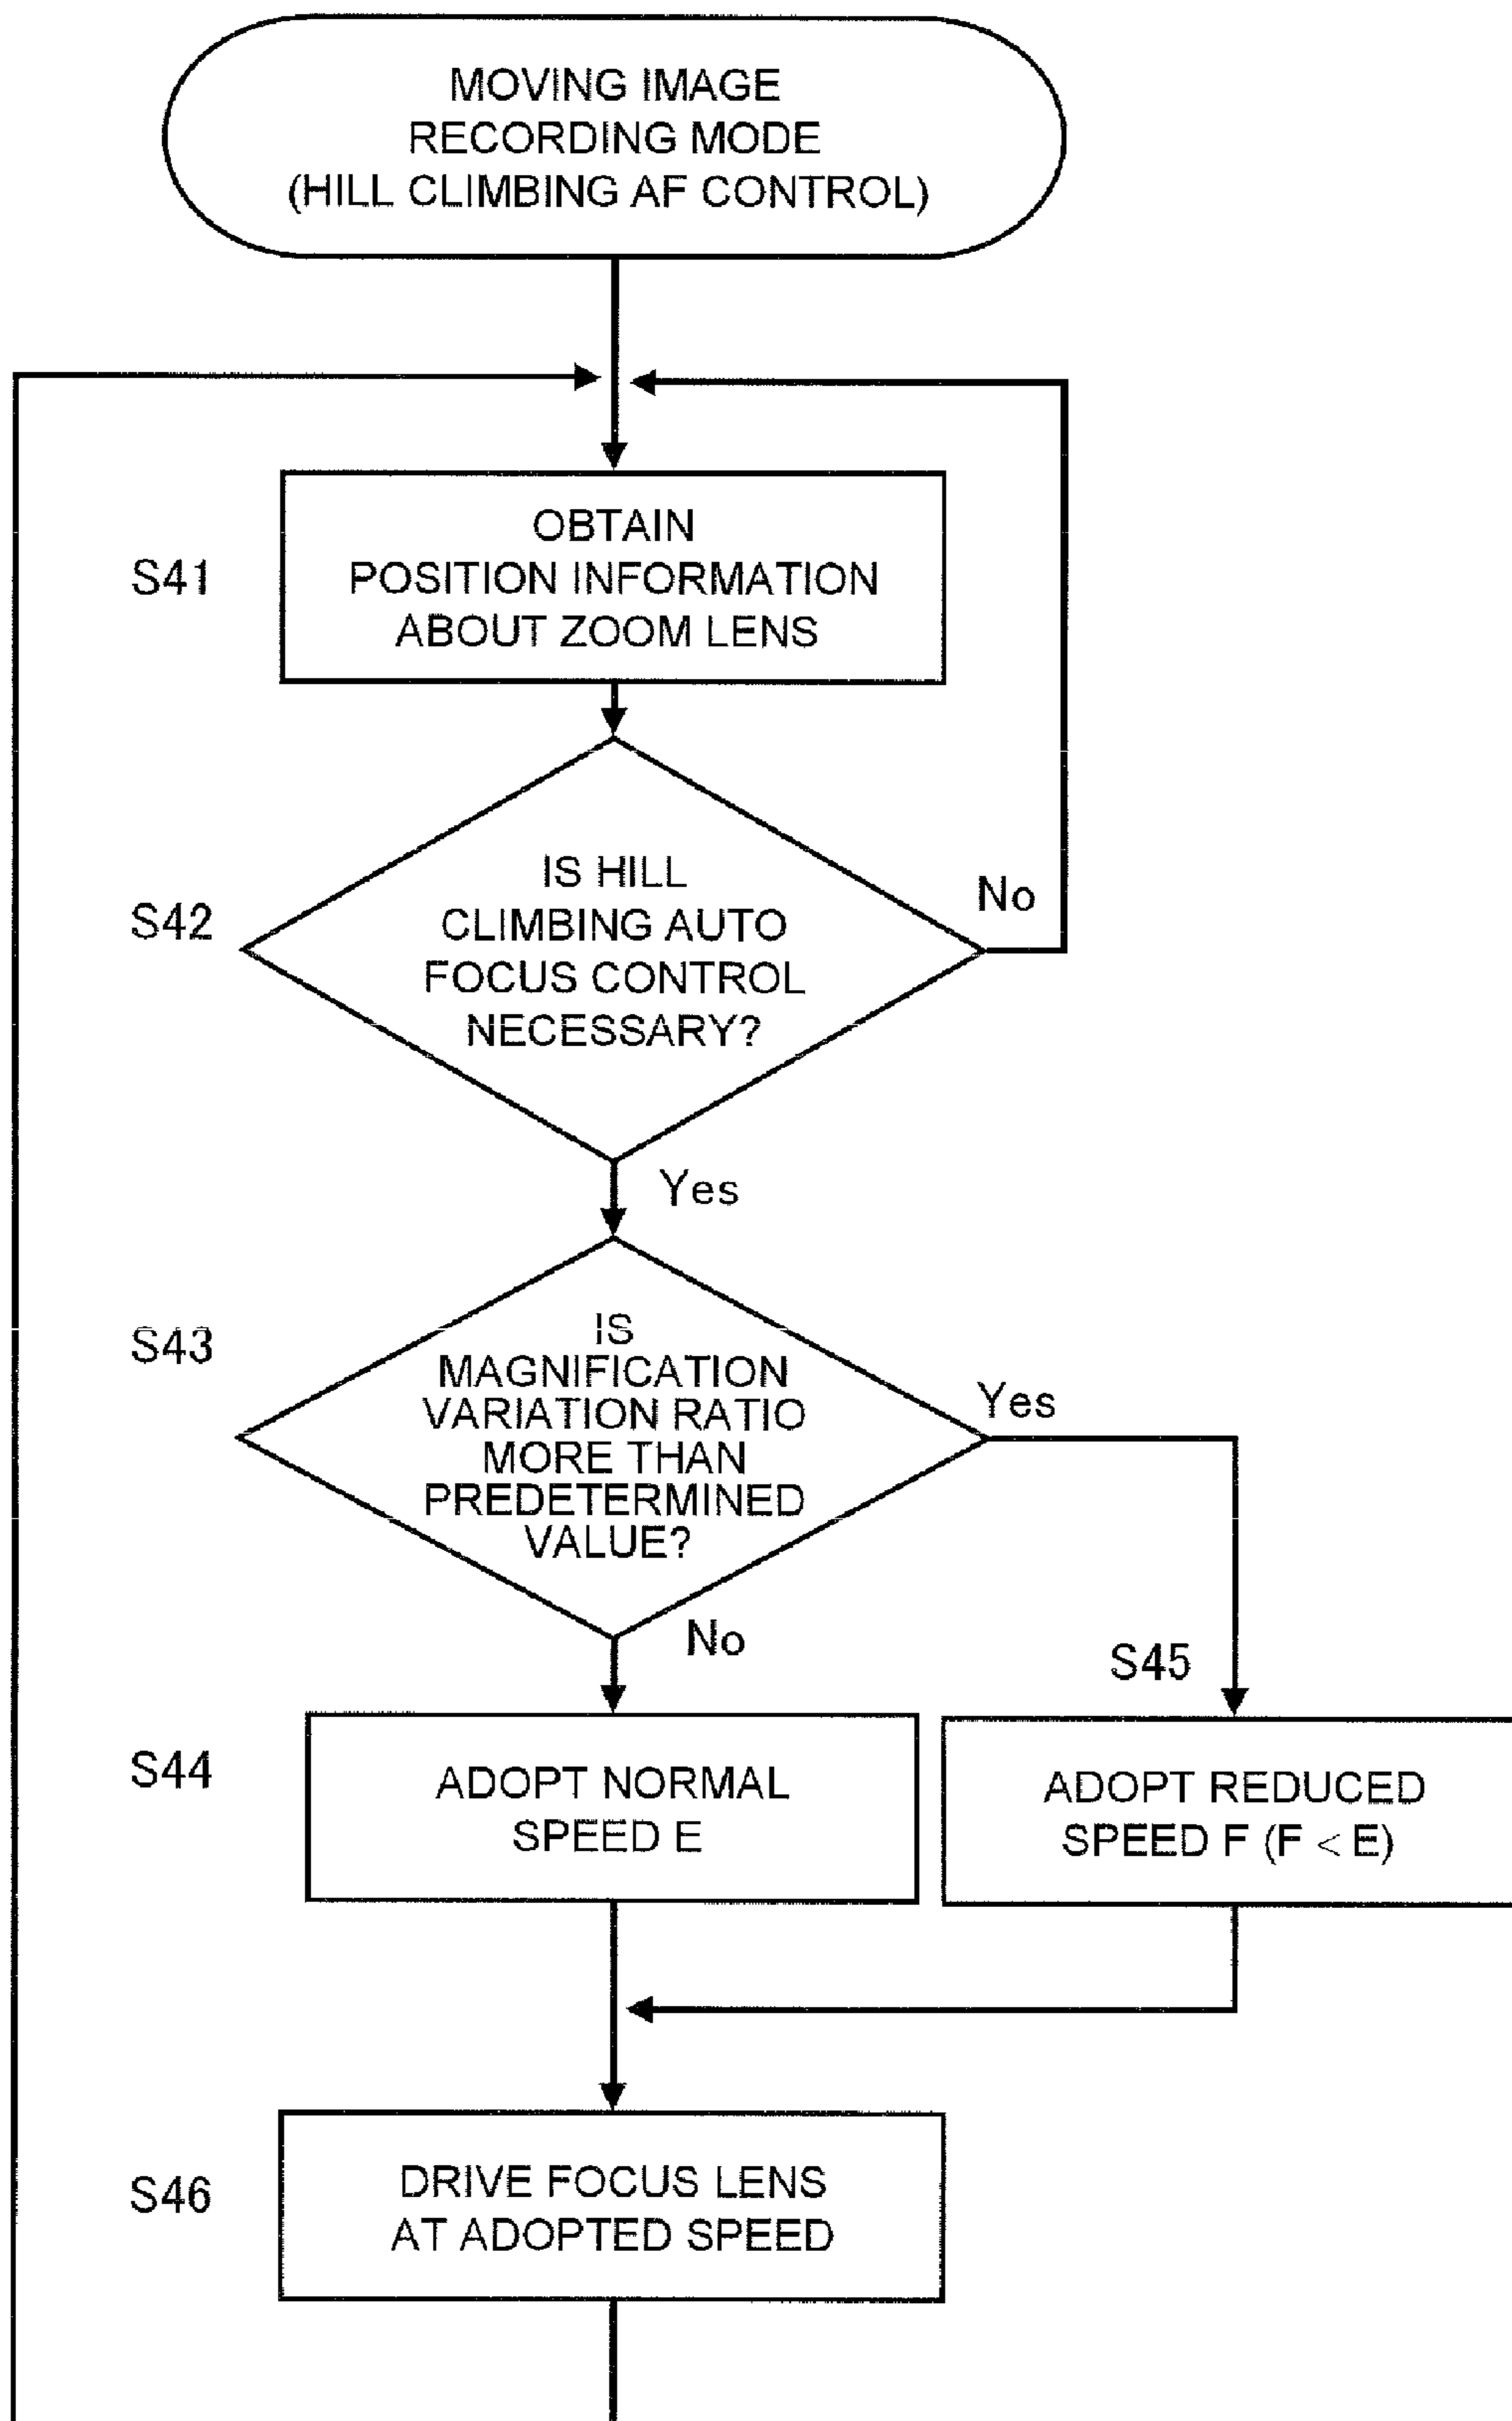 MOVING IMAGE
RECORDING MODE
(HILL CLIMBING AF CONTROL)
S41
OBTAIN
POSITION INFORMATION
ABOUT ZOOM LENS
S42
IS HILL
CLIMBING AUTO
FOCUS CONTROL
NECESSARY?
No
Yes
S43
IS
MAGNIFICATION
VARIATION RATIO
MORE THAN
PREDETERMINED
VALUE?
Yes
No
S44
ADOPT NORMAL
SPEED E
S45
ADOPT REDUCED
SPEED F (F < E)
S46
DRIVE FOCUS LENS
AT ADOPTED SPEED